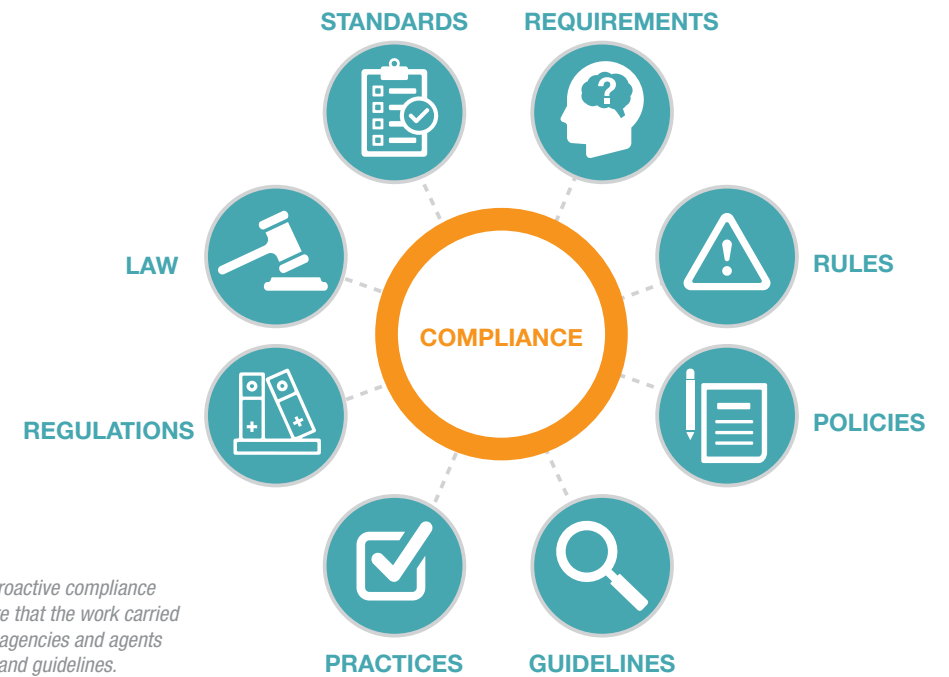 STANDARDS
REQUIREMENTS
?
LAW
RULES
COMPLIANCE
REGULATIONS
POLICIES
compliance
that the work carried
agencies and agents
and guidelines.
PRACTICES
GUIDELINES